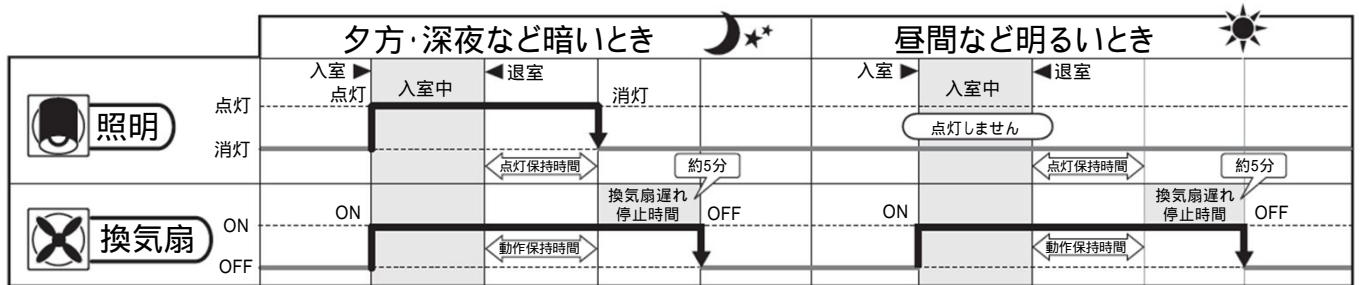 夕方・深夜など暗いとき
昼間など明るいとき
入室
退室
入室
退室
点灯
入室中
入室中
点灯
消灯
照明
点灯しません
消灯
点灯保持時間
約5分
点灯保持時間
約5分
換気扇遅れ
停止時間
換気扇遅れ
停止時間
ON
OFF
ON
OFF
換気扇
ON
動作保持時間
動作保持時間
OFF